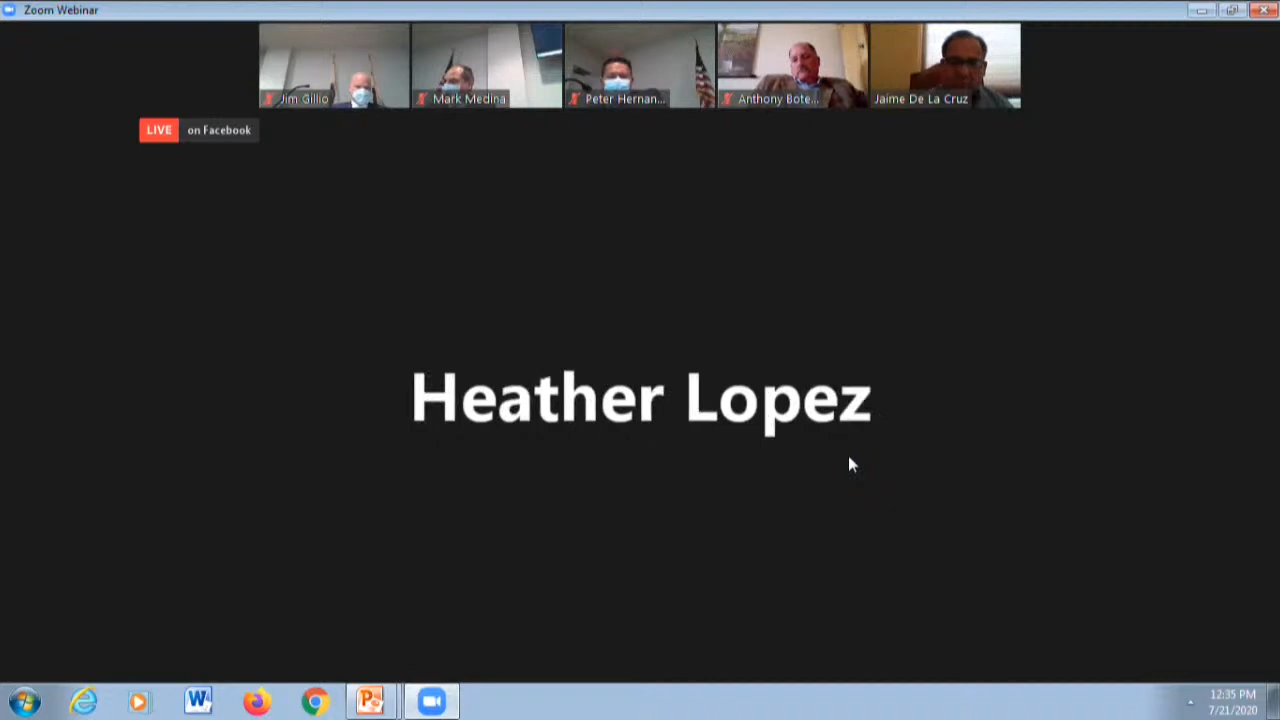 Zoom Webinar
Jim Gillio
Mark Medina
Peter Hernan...
Anthony Bote...
Jaime De La Cruz
LIVE on Facebook
Heather Lopez
12:35 PM
7/21/2020